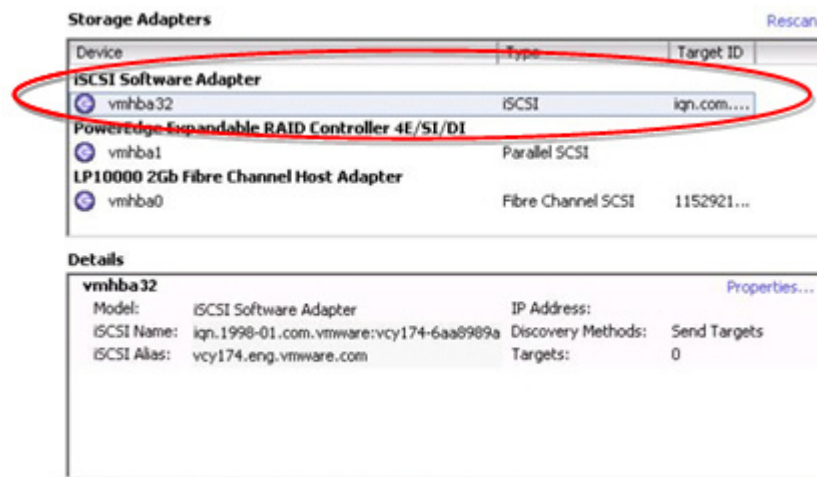 Storage Adapters Rescan
Device Type Target ID
iSCSI Software Adapter
vmhba32 iSCSI iqn.com....
PowerEdge Expandable RAID Controller 4E/SI/DI
vmhba1 Parallel SCSI
LP10000 2Gb Fibre Channel Host Adapter
vmhba0 Fibre Channel SCSI 1152921...
Details
vmhba32 Properties...
Model: iSCSI Software Adapter IP Address:
iSCSI Name: iqn.1998-01.com.vmware:vcy174-6aa8989a Discovery Methods: Send Targets
iSCSI Alias: vcy174.eng.vmware.com Targets: 0